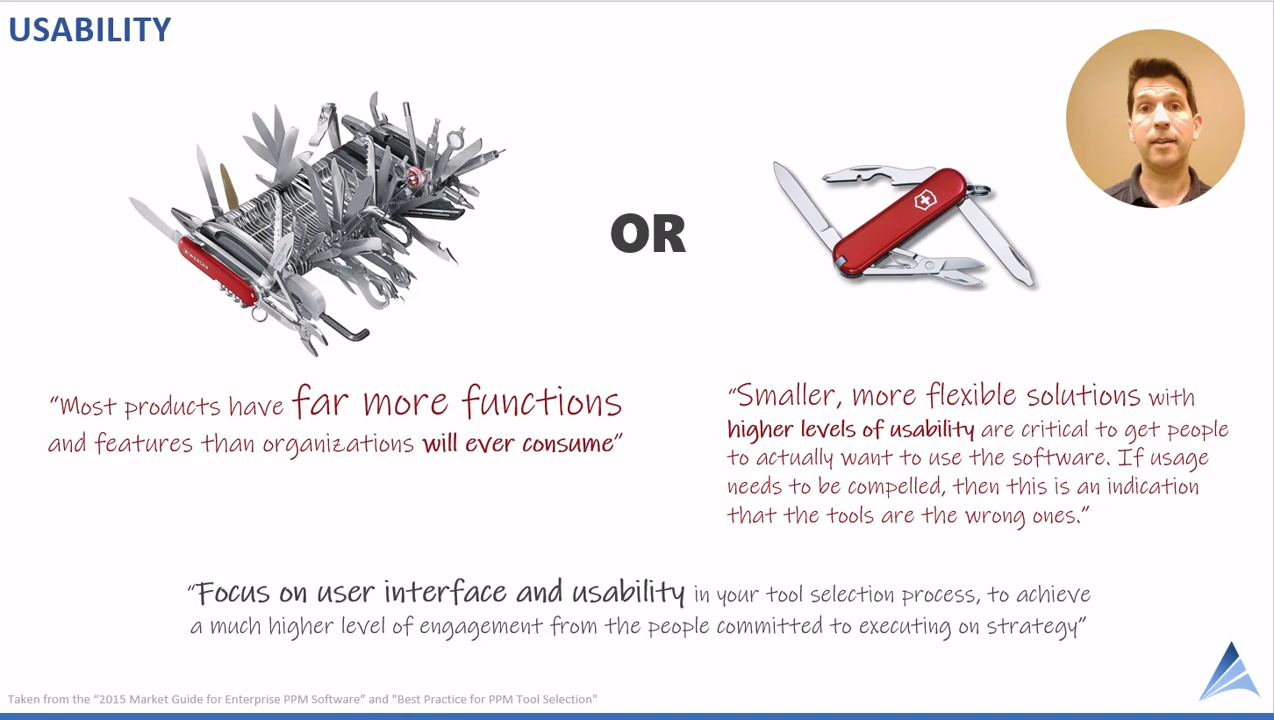 USABILITY
OR
“Most products have far more functions
and features than organizations will ever consume”
“Smaller, more flexible solutions with
higher levels of usability are critical to get people
to actually want to use the software. If usage
needs to be compelled, then this is an indication
that the tools are the wrong ones.”
“Focus on user interface and usability in your tool selection process, to achieve
a much higher level of engagement from the people committed to executing on strategy”
Taken from the “2015 Market Guide for Enterprise PPM Software” and "Best Practice for PPM Tool Selection"